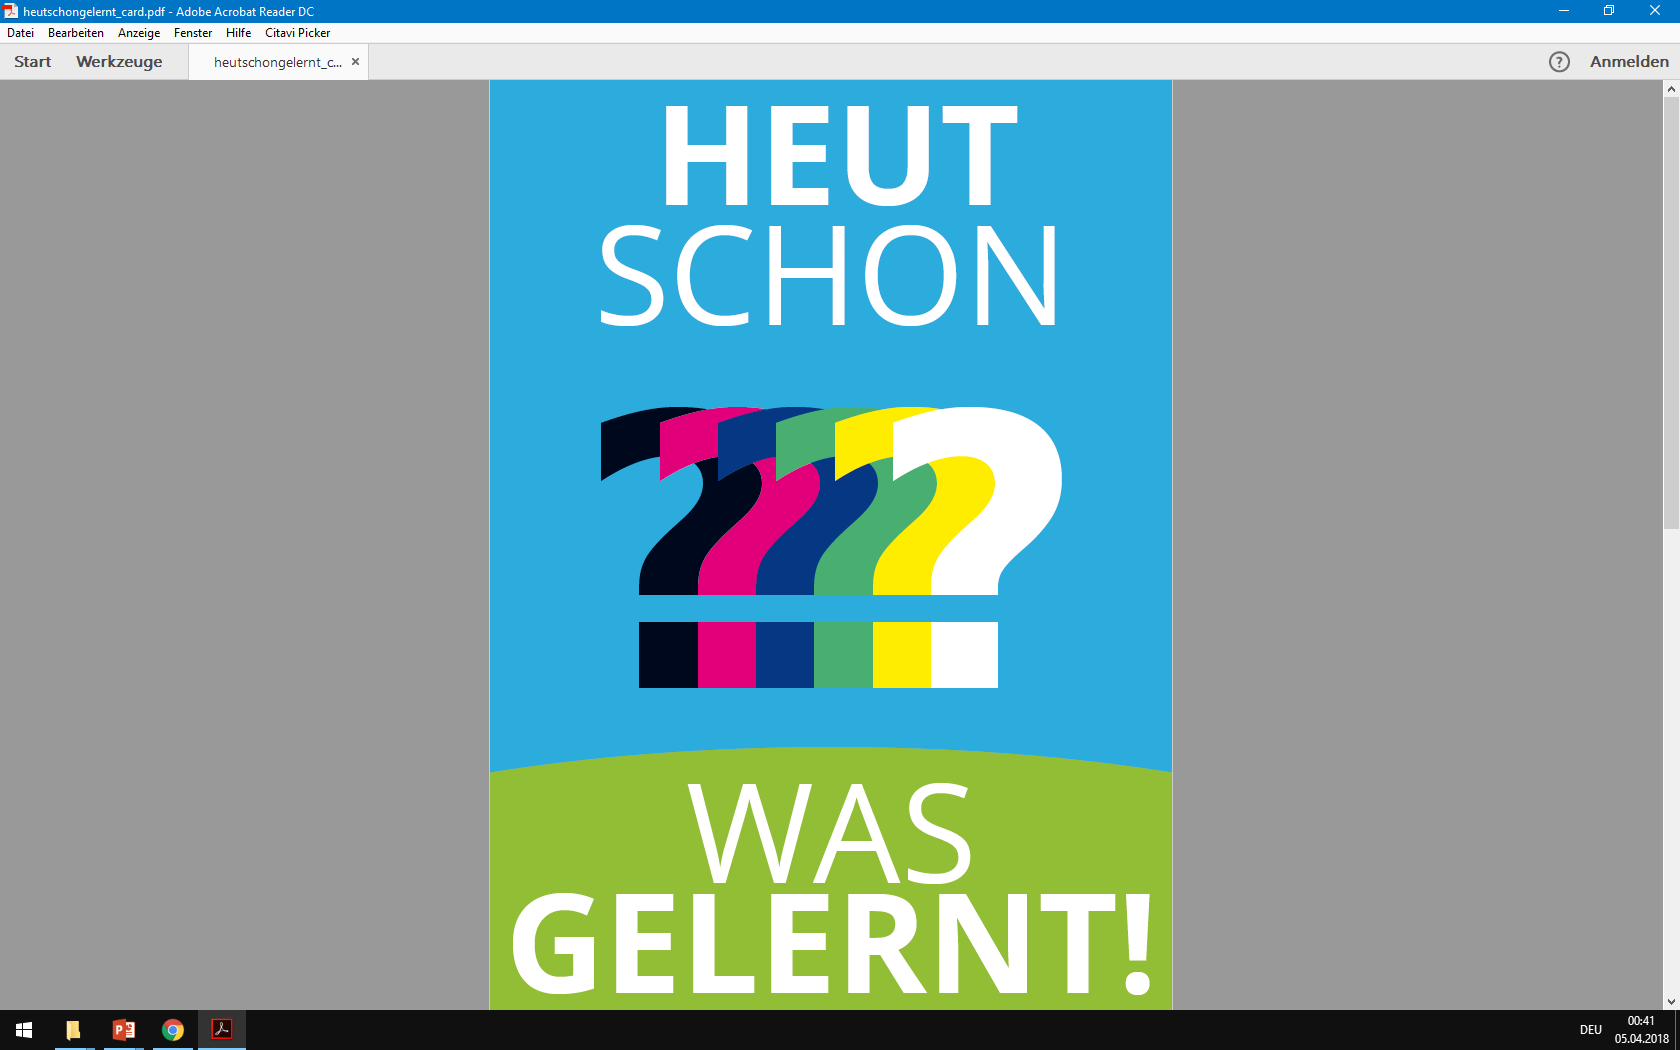 heutschongelernt_card.pdf - Adobe Acrobat Reader DC
Datei Bearbeiten Anzeige Fenster Hilfe Citavi Picker
Start Werkzeuge heutschongelernt_c... × ? Anmelden
HEUT
SCHON
??????
WAS
GELERNT!
DEU 00:41
05.04.2018